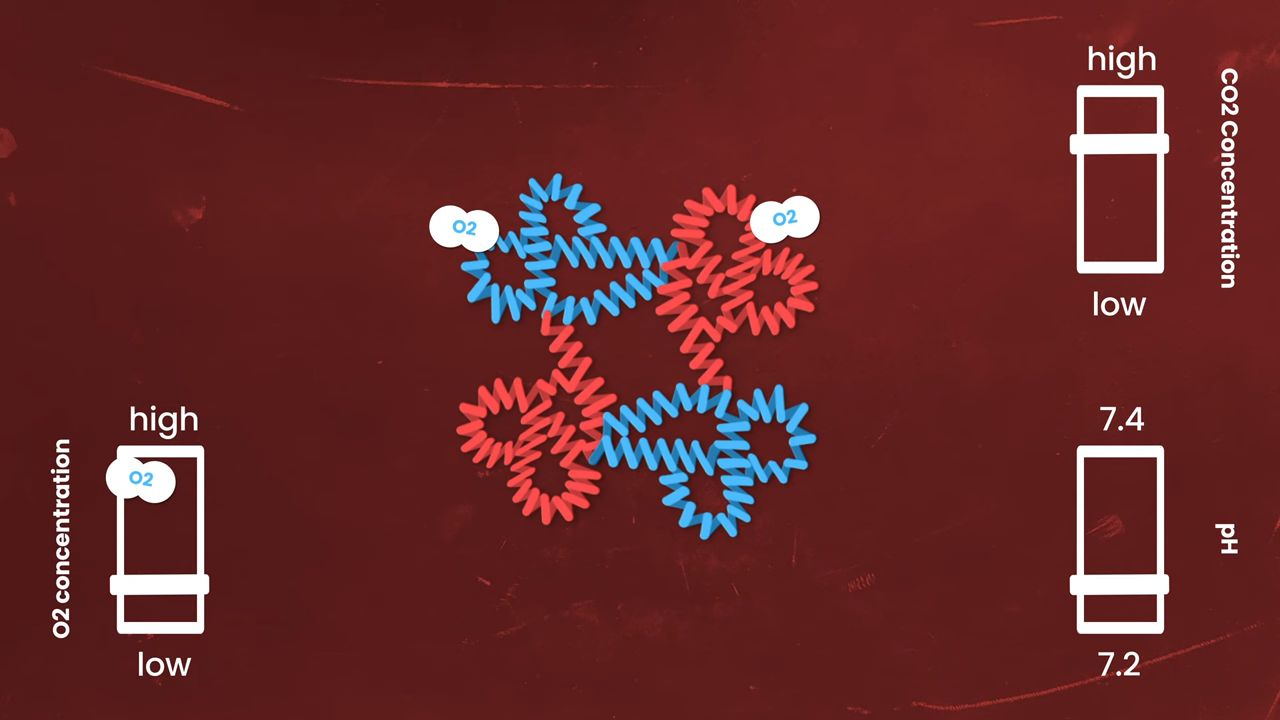 high
CO2 Concentration
low
O2
O2
high
O2
O2 concentration
low
7.4
pH
7.2